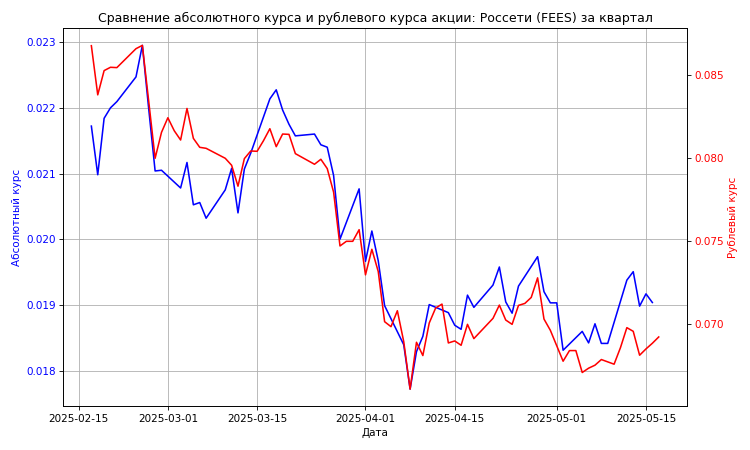 Сравнение абсолютного курса и рублевого курса акции: Россети (FEES) за квартал
0.023
0.022
0.021
0.020
0.019
0.018
Абсолютный курс
0.085
0.080
0.075
0.070
Рублевый курс
2025-02-15 2025-03-01 2025-03-15 2025-04-01 2025-04-15 2025-05-01 2025-05-15
Дата